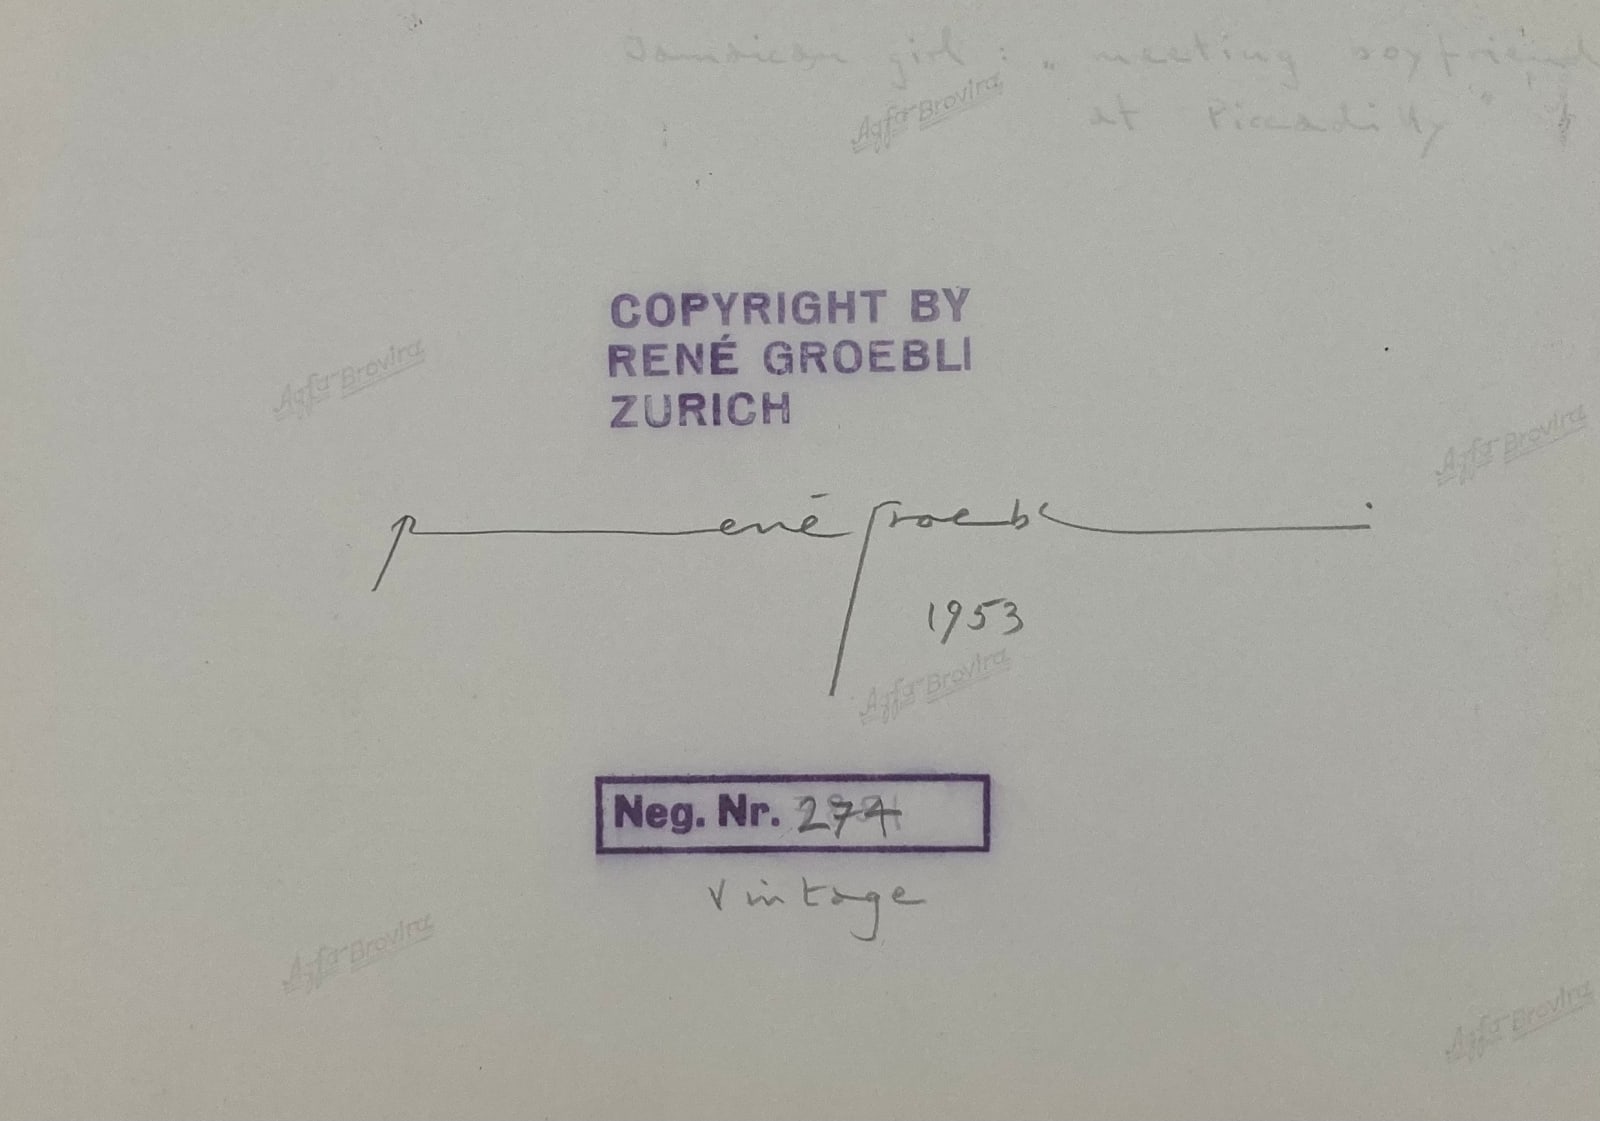 Jamaican girl: „meeting boyfriend
at Piccadilly"
Agfa-Brovira
COPYRIGHT BY
RENÉ GROEBLI
ZURICH
Agfa-Brovira
Agfa-Brovira
René Groebli
1953
Agfa-Brovira
Neg. Nr.
Vintage
Agfa-Brovira
Agfa-Brovira